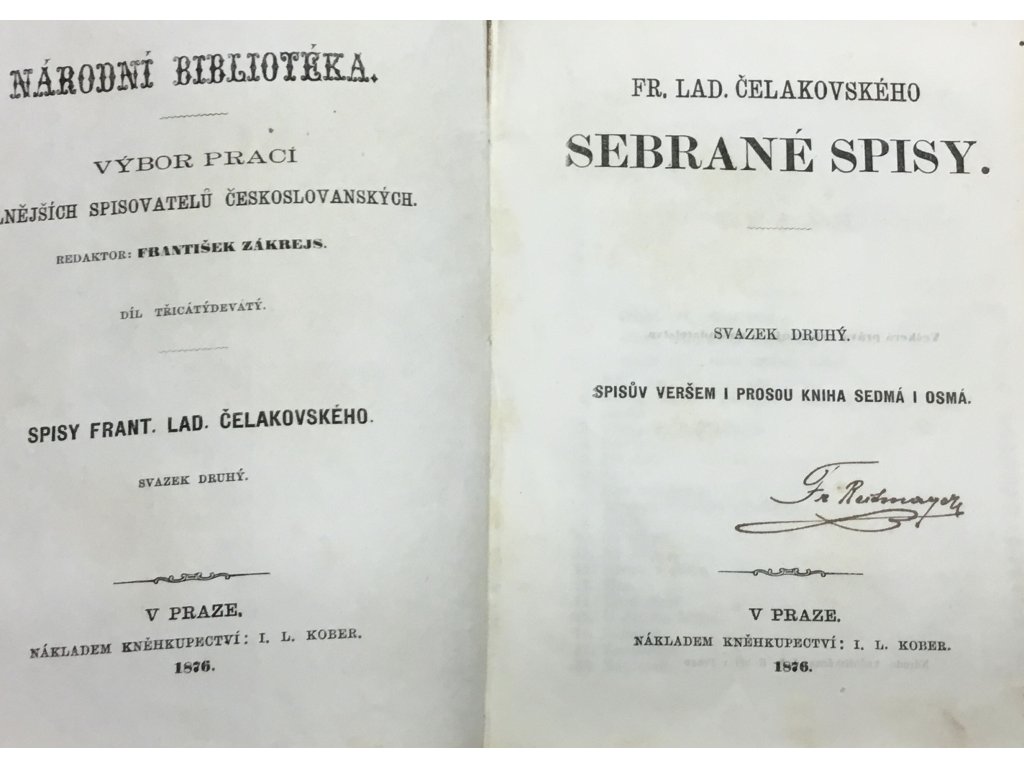 NÁRODNÍ BIBLIOTÉKA.
VÝBOR PRACÍ
SPISOVATELŮ ČESKOSLOVANSKÝCH.
REDAKTOR: FRANTIŠEK ZÁKREJS.
DÍL TŘICÁTÝDEVÁTÝ.
SPISY FRANT. LAD. ČELAKOVSKÉHO.
SVAZEK DRUHÝ.
V PRAZE.
NÁKLADEM KNĚHKUPECTVÍ: I. L. KOBER.
1876.
FR. LAD. ČELAKOVSKÉHO
SEBRANÉ SPISY.
SVAZEK DRUHÝ.
SPISŮV VERŠEM I PROSOU KNIHA SEDMÁ I OSMÁ.
Fr
V PRAZE.
NÁKLADEM KNĚHKUPECTVÍ: I. L. KOBER.
1876.